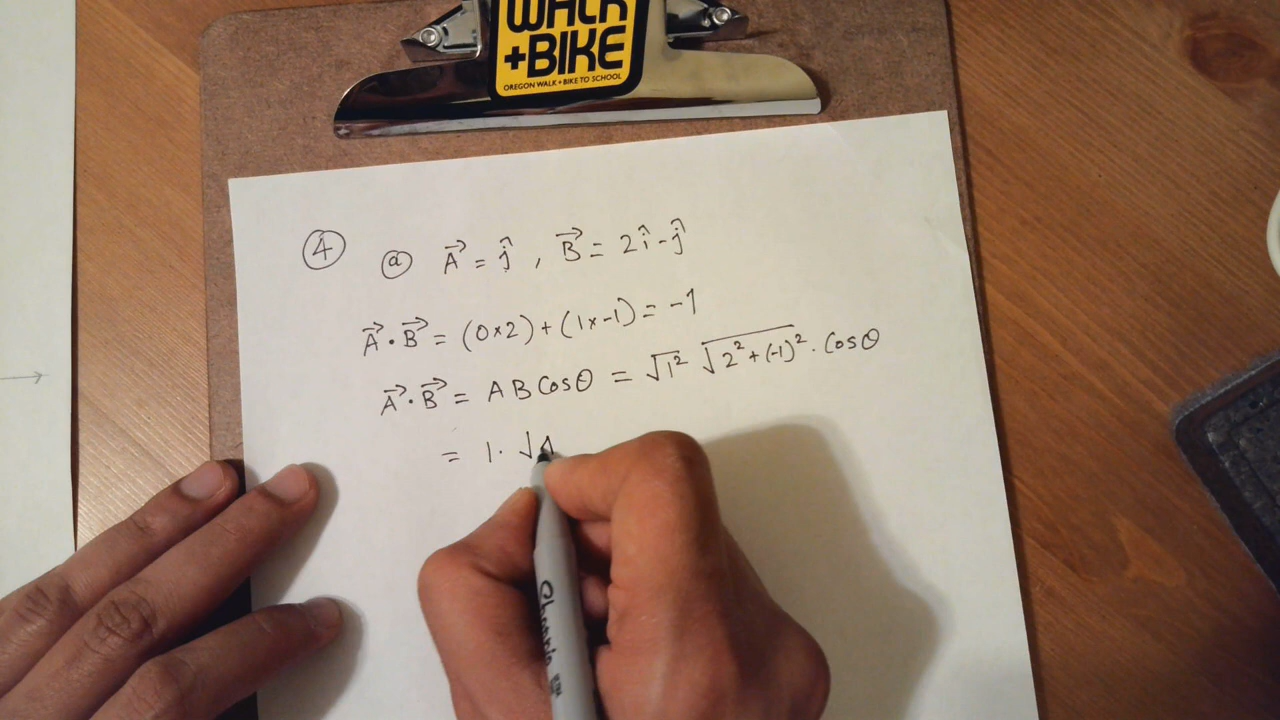 WALK
+BIKE
OREGON WALK + BIKE TO SCHOOL
④ ⓐ A⃗ = ĵ , B⃗ = 2î - ĵ
A⃗ · B⃗ = (0×2) + (1×-1) = -1
A⃗ · B⃗ = A B Cosθ = √1² √2² + (-1)² · Cosθ
= 1 · √4
Sharpie